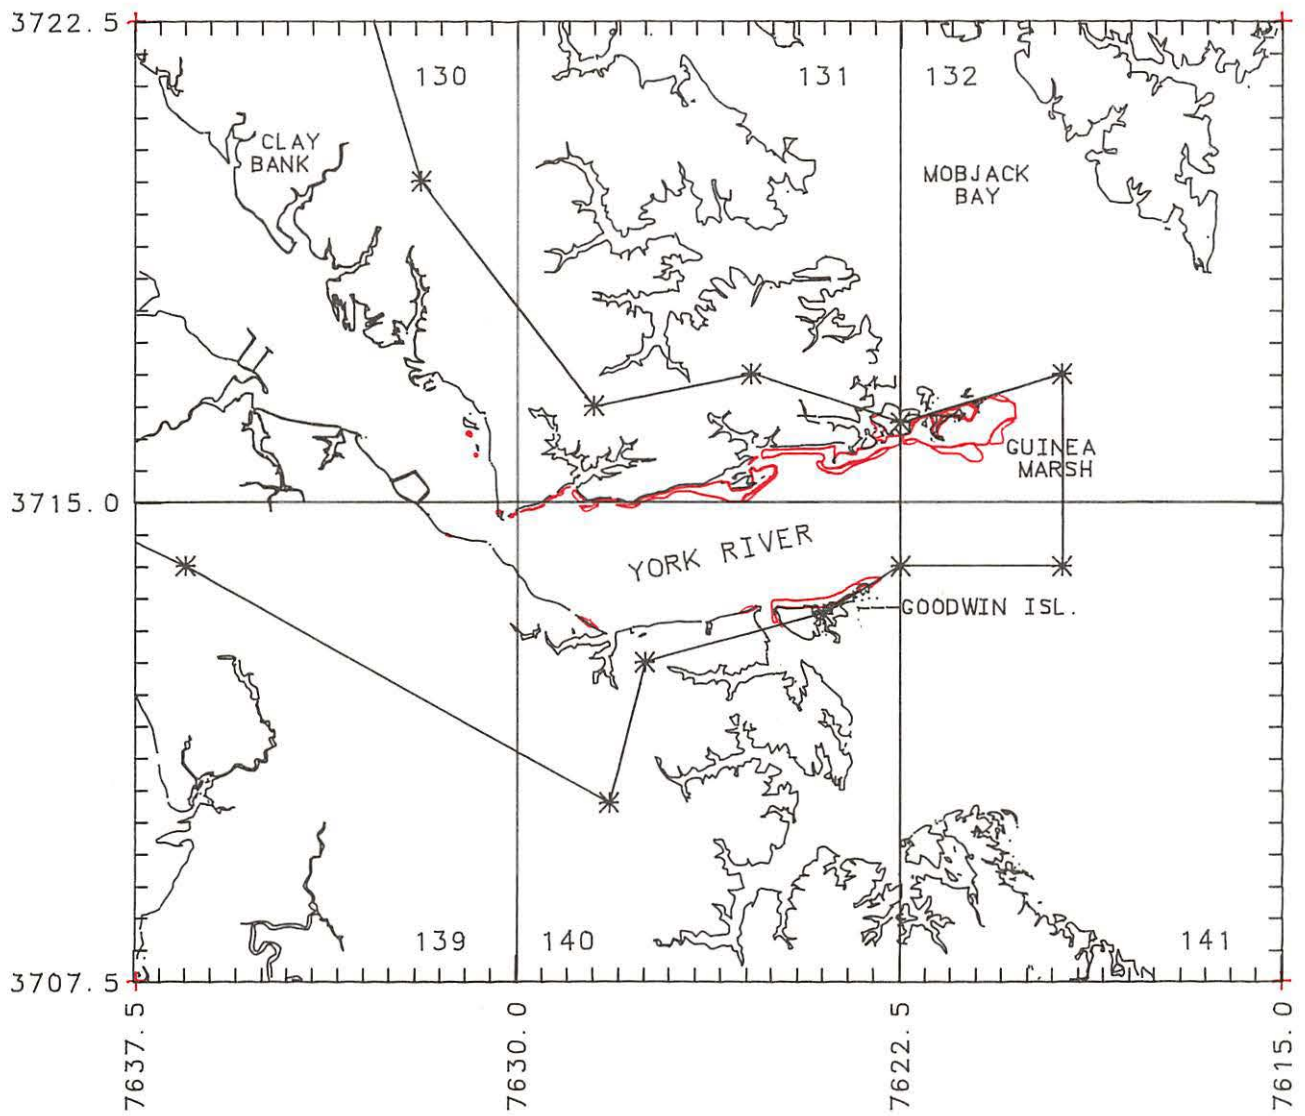 3722.5
130
131
132
CLAY
BANK
MOBJACK
BAY
GUINEA
MARSH
3715.0
YORK RIVER
GOODWIN ISL.
139
140
141
3707.5
7637.5
7630.0
7622.5
7615.0